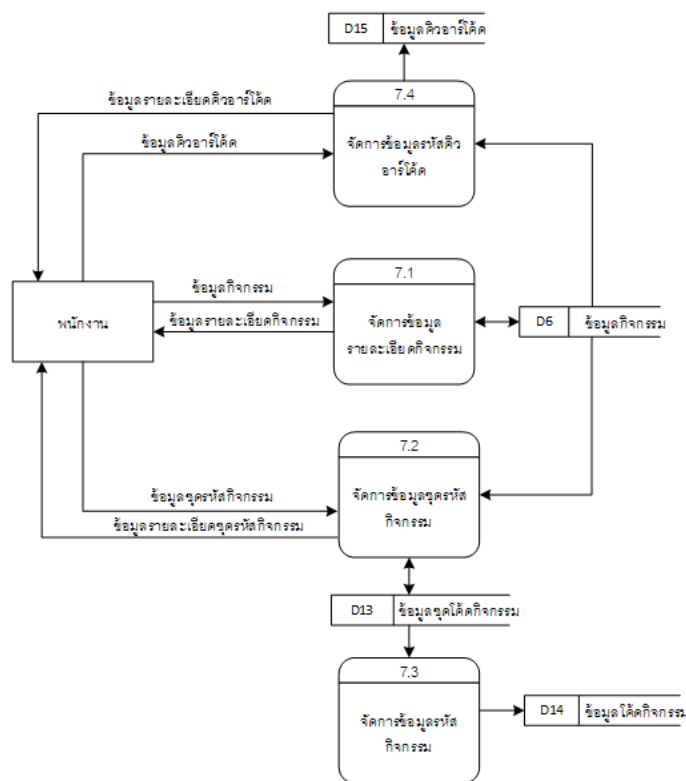 D15 ข้อมูลคิวอาร์โค้ด
7.4
ข้อมูลรายละเอียดคิวอาร์โค้ด
ข้อมูลคิวอาร์โค้ด
จัดการข้อมูลรหัสคิว
อาร์โค้ด
7.1
ข้อมูลกิจกรรม
พนักงาน
ข้อมูลรายละเอียดกิจกรรม
จัดการข้อมูล
รายละเอียดกิจกรรม
D6 ข้อมูลกิจกรรม
7.2
ข้อมูลชุดรหัสกิจกรรม
ข้อมูลรายละเอียดชุดรหัสกิจกรรม
จัดการข้อมูลชุดรหัส
กิจกรรม
D13 ข้อมูลชุดโค้ดกิจกรรม
7.3
จัดการข้อมูลรหัส
กิจกรรม
D14 ข้อมูลโค้ดกิจกรรม